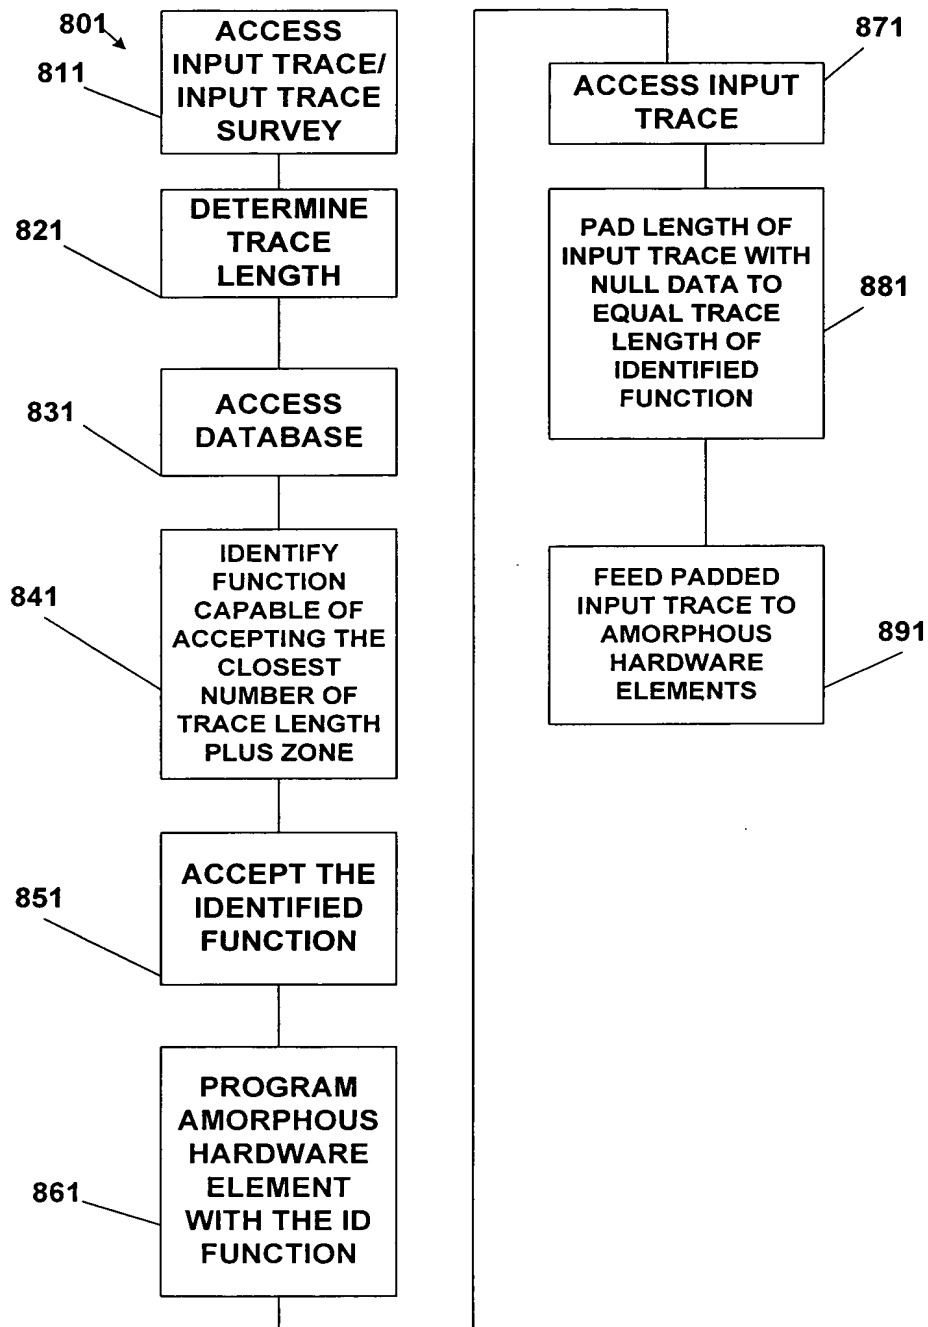 801
811
ACCESS
INPUT TRACE/
INPUT TRACE
SURVEY
821
DETERMINE
TRACE
LENGTH
831
ACCESS
DATABASE
841
IDENTIFY
FUNCTION
CAPABLE OF
ACCEPTING THE
CLOSEST
NUMBER OF
TRACE LENGTH
PLUS ZONE
851
ACCEPT THE
IDENTIFIED
FUNCTION
861
PROGRAM
AMORPHOUS
HARDWARE
ELEMENT
WITH THE ID
FUNCTION
871
ACCESS INPUT
TRACE
881
PAD LENGTH OF
INPUT TRACE WITH
NULL DATA TO
EQUAL TRACE
LENGTH OF
IDENTIFIED
FUNCTION
891
FEED PADDED
INPUT TRACE TO
AMORPHOUS
HARDWARE
ELEMENTS